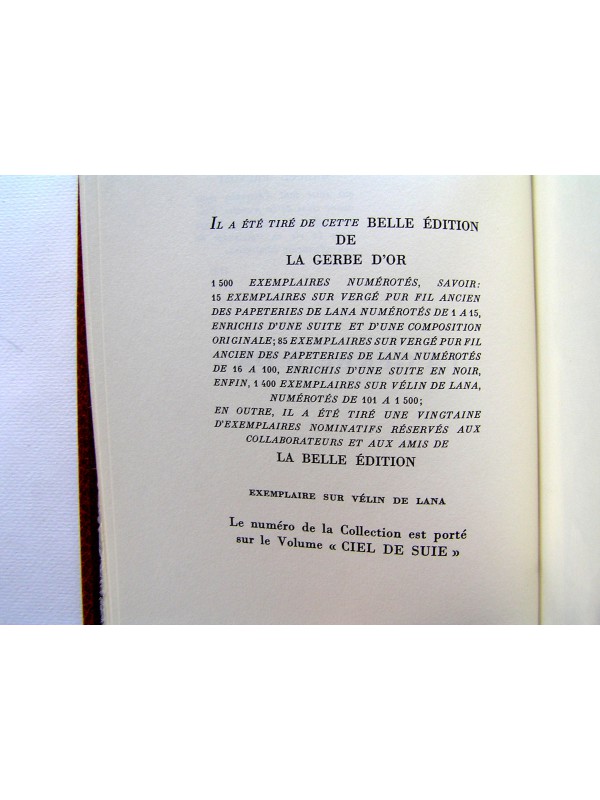 IL A ÉTÉ TIRÉ DE CETTE BELLE ÉDITION
DE
LA GERBE D'OR
1 500 EXEMPLAIRES NUMÉROTÉS, SAVOIR:
15 EXEMPLAIRES SUR VERGÉ PUR FIL ANCIEN
DES PAPETERIES DE LANA NUMÉROTÉS DE 1 A 15,
ENRICHIS D'UNE SUITE ET D'UNE COMPOSITION
ORIGINALE; 85 EXEMPLAIRES SUR VERGÉ PUR FIL
ANCIEN DES PAPETERIES DE LANA NUMÉROTÉS
DE 16 A 100, ENRICHIS D'UNE SUITE EN NOIR,
ENFIN, 1 400 EXEMPLAIRES SUR VÉLIN DE LANA,
NUMÉROTÉS DE 101 A 1 500;
EN OUTRE, IL A ÉTÉ TIRÉ UNE VINGTAINE
D'EXEMPLAIRES NOMINATIFS RÉSERVÉS AUX
COLLABORATEURS ET AUX AMIS DE
LA BELLE ÉDITION
EXEMPLAIRE SUR VÉLIN DE LANA
Le numéro de la Collection est porté
sur le Volume « CIEL DE SUIE »